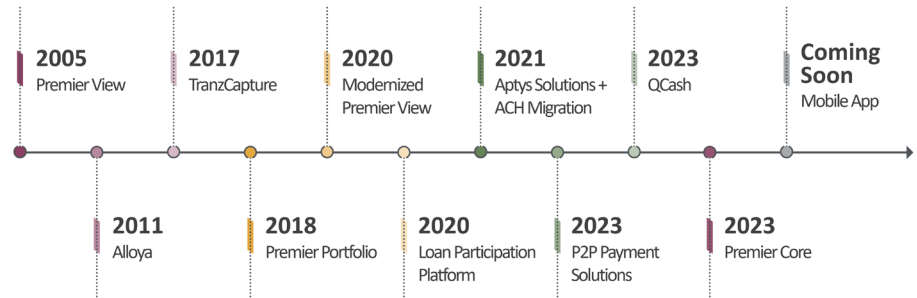 2005
Premier View
2017
TranzCapture
2020
Modernized
Premier View
2021
Aptys Solutions +
ACH Migration
2023
QCash
Coming
Soon
Mobile App
2011
Alloya
2018
Premier Portfolio
2020
Loan Participation
Platform
2023
P2P Payment
Solutions
2023
Premier Core